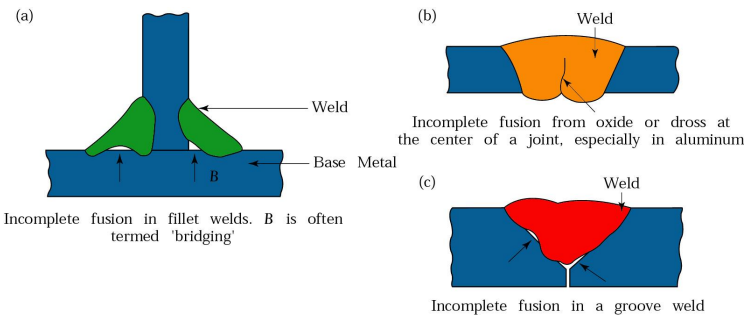 (a)
Weld
Base Metal
B
Incomplete fusion in fillet welds. B is often
termed 'bridging'
(b)
Weld
Incomplete fusion from oxide or dross at
the center of a joint, especially in aluminum
(c)
Weld
Incomplete fusion in a groove weld